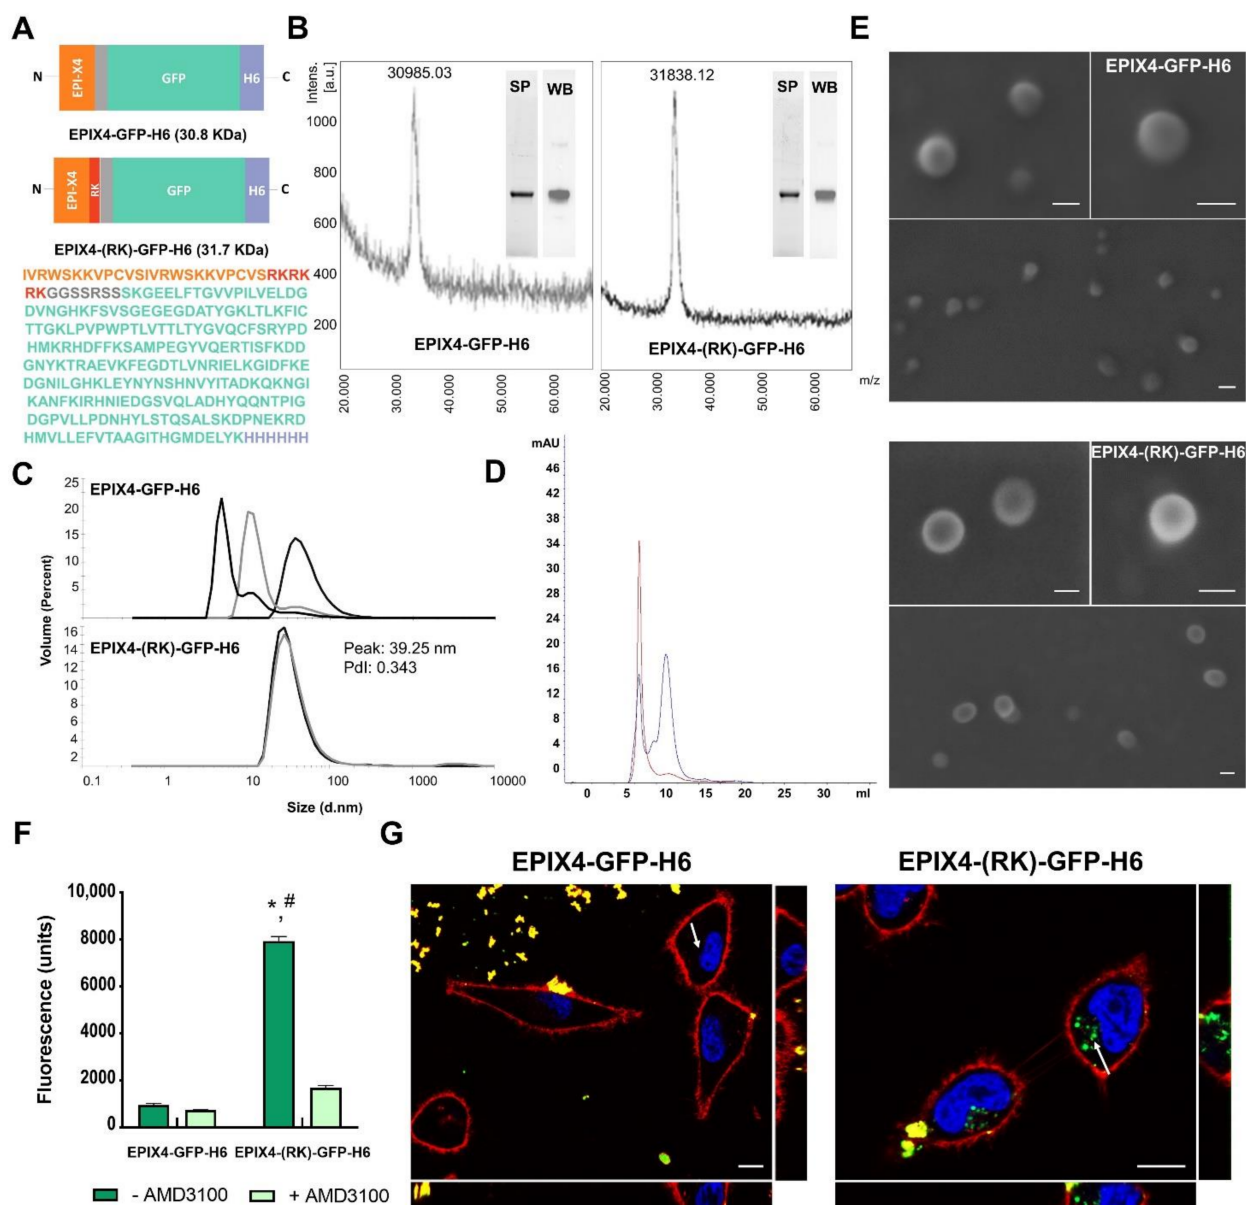 A
N
EPI-X4
GFP
H6
C
EPIX4-GFP-H6 (30.8 KDa)
N
EPI-X4
RK
GFP
H6
C
EPIX4-(RK)-GFP-H6 (31.7 KDa)
IVRWSKKVPCVSIVRWSKKVPCVSRKRK
RKGGSSRSSSKGEELFTGVVPILVELDG
DVNGHKFSVSGEGEGDATYGKLTLKFIC
TTGKLPVPWPTLVTTLTYGVQCFSRYPD
HMKRHDFFKSAMPEGYVQERTISFKDD
GNYKTRAEVKFEGDTLVNRIELKGIDFKE
DGNILGHKLEYNYNSHNVYITADKQKNGI
KANFKIRHNIEDGSVQLADHYQQNTPIG
DGPVLLPDNHYLSTQSALSKDPNEKRD
HMVLLEFVTAAGITHGMDELYKHHHHHH
B
Intens.
[a.u.]
1000
800
600
400
200
30985.03
SP
WB
EPIX4-GFP-H6
31838.12
SP
WB
EPIX4-(RK)-GFP-H6
20.000
30.000
40.000
50.000
60.000
20.000
30.000
40.000
50.000
60.000
m/z
C
Volume (Percent)
25
20
15
10
5
EPIX4-GFP-H6
16
14
12
10
8
6
4
2
EPIX4-(RK)-GFP-H6
Peak: 39.25 nm
PdI: 0.343
0.1
1
10
100
1000
10000
Size (d.nm)
D
mAU
46
42
38
34
32
28
24
20
16
12
8
4
0
0
5
10
15
20
30
ml
E
EPIX4-GFP-H6
EPIX4-(RK)-GFP-H6
F
Fluorescence (units)
10,000
8000
6000
4000
2000
0
*,#
EPIX4-GFP-H6
EPIX4-(RK)-GFP-H6
- AMD3100
+ AMD3100
G
EPIX4-GFP-H6
EPIX4-(RK)-GFP-H6